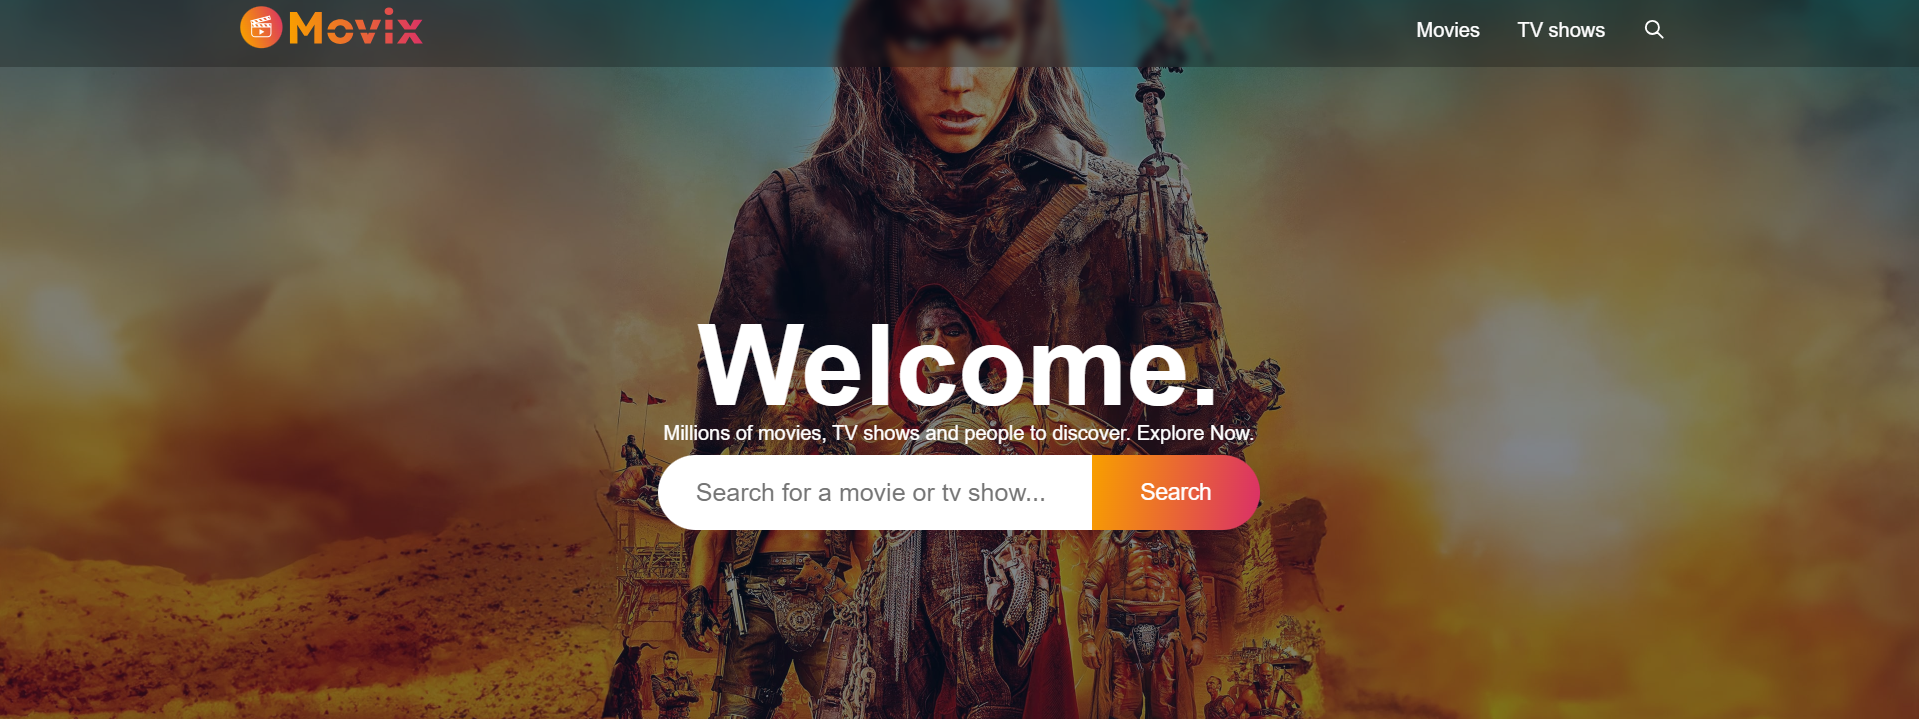 Movix
Movies
TV shows
Welcome.
Millions of movies, TV shows and people to discover. Explore Now.
Search for a movie or tv show...
Search